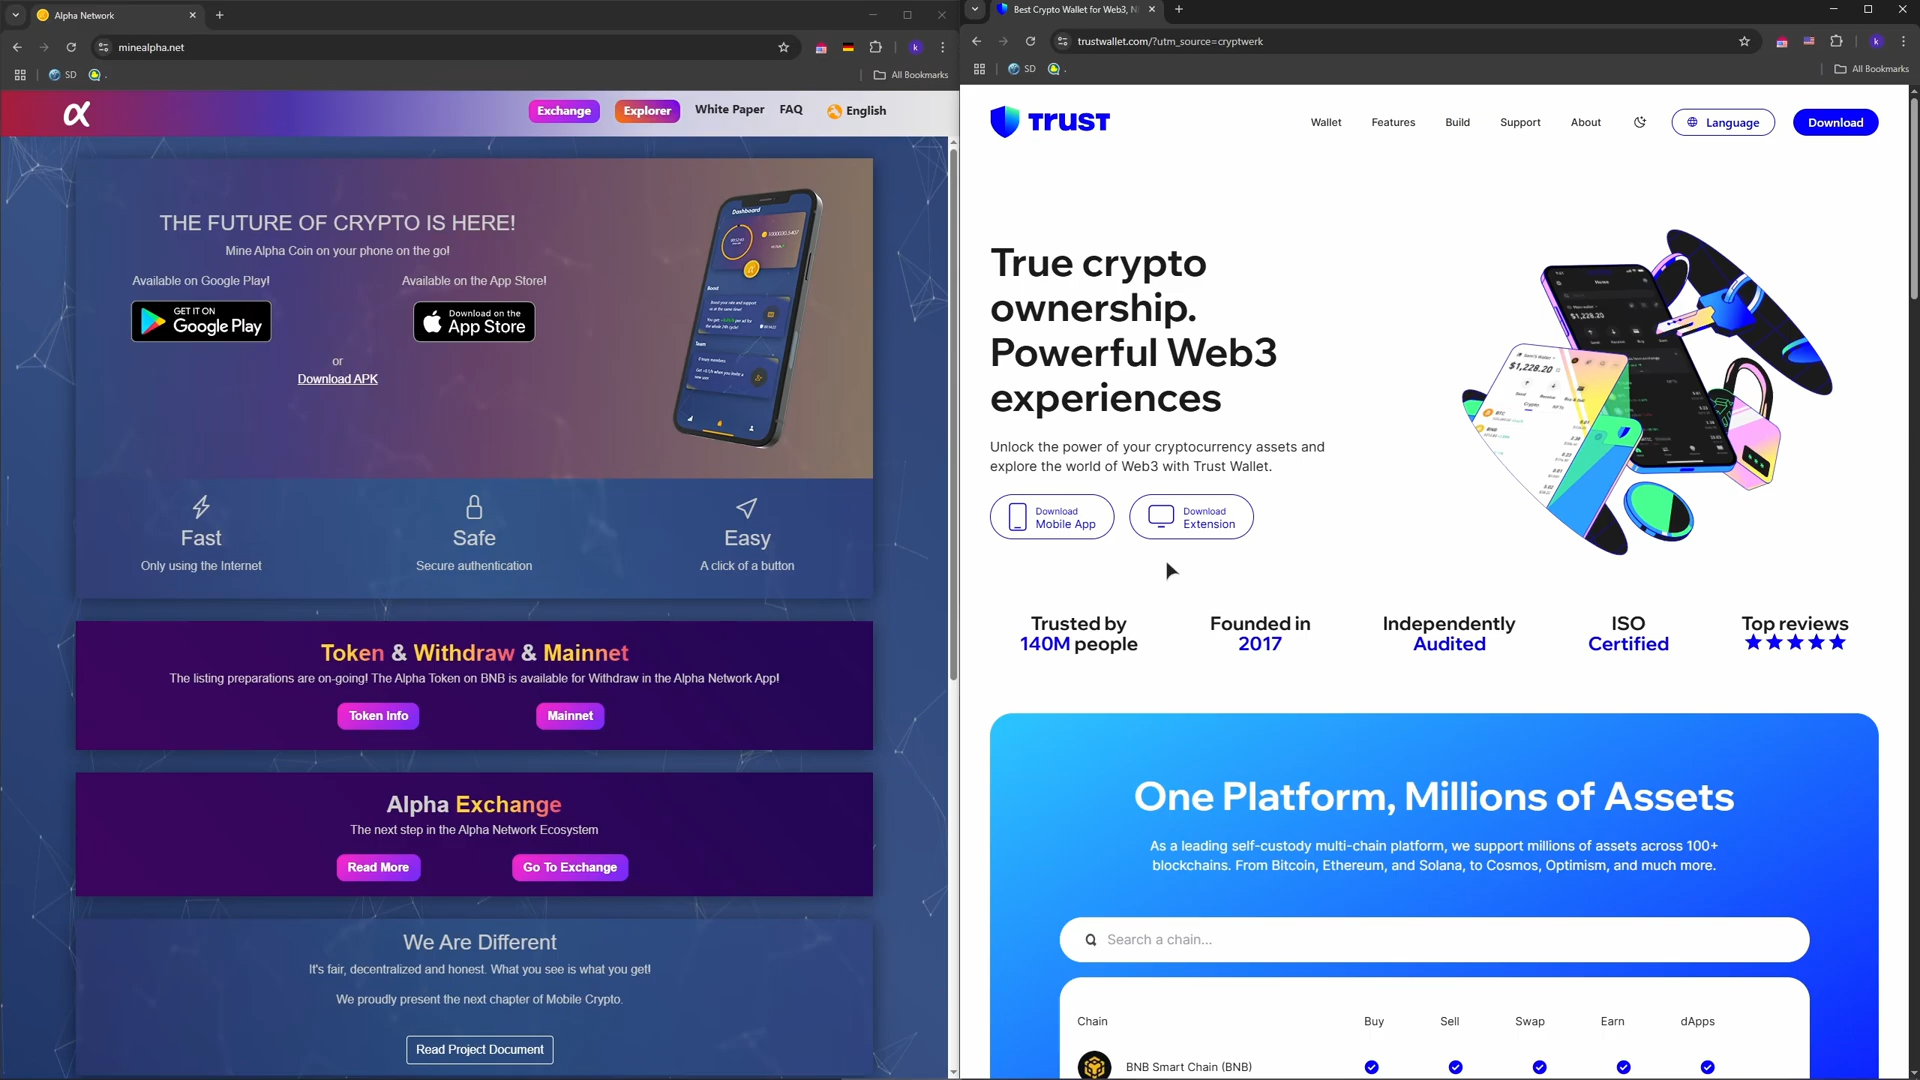 Alpha Network
minealpha.net
SD
All Bookmarks
α
Exchange
Explorer
White Paper
FAQ
English
THE FUTURE OF CRYPTO IS HERE!
Mine Alpha Coin on your phone on the go!
Available on Google Play!
Available on the App Store!
GET IT ON
Google Play
Download on the
App Store
or
Download APK
Dashboard
Boost
Team
Fast
Only using the Internet
Safe
Secure authentication
Easy
A click of a button
Token & Withdraw & Mainnet
The listing preparations are on-going! The Alpha Token on BNB is available for Withdraw in the Alpha Network App!
Token Info
Mainnet
Alpha Exchange
The next step in the Alpha Network Ecosystem
Read More
Go To Exchange
We Are Different
It's fair, decentralized and honest. What you see is what you get!
We proudly present the next chapter of Mobile Crypto.
Read Project Document
Best Crypto Wallet for Web3, N
trustwallet.com/?utm_source=cryptwerk
SD
All Bookmarks
TRUST
Wallet
Features
Build
Support
About
Language
Download
True crypto
ownership.
Powerful Web3
experiences
Unlock the power of your cryptocurrency assets and
explore the world of Web3 with Trust Wallet.
Download
Mobile App
Download
Extension
Home
$1,228.20
$1,228.20
Trusted by
140M people
Founded in
2017
Independently
Audited
ISO
Certified
Top reviews
One Platform, Millions of Assets
As a leading self-custody multi-chain platform, we support millions of assets across 100+
blockchains. From Bitcoin, Ethereum, and Solana, to Cosmos, Optimism, and much more.
Search a chain...
Chain
Buy
Sell
Swap
Earn
dApps
BNB Smart Chain (BNB)